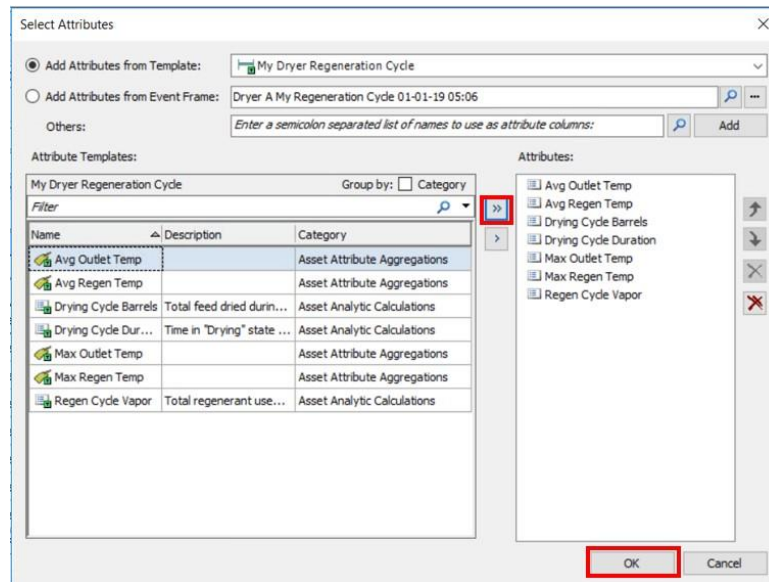 Select Attributes
Add Attributes from Template: My Dryer Regeneration Cycle
Add Attributes from Event Frame: Dryer A My Regeneration Cycle 01-01-19 05:06
Others: Enter a semicolon separated list of names to use as attribute columns: Add
Attribute Templates:
My Dryer Regeneration Cycle Group by: Category
Filter
Name Description Category
Avg Outlet Temp Asset Attribute Aggregations
Avg Regen Temp Asset Attribute Aggregations
Drying Cycle Barrels Total feed dried durin... Asset Analytic Calculations
Drying Cycle Dur... Time in "Drying" state ... Asset Analytic Calculations
Max Outlet Temp Asset Attribute Aggregations
Max Regen Temp Asset Attribute Aggregations
Regen Cycle Vapor Total regenerant use... Asset Analytic Calculations
Attributes:
Avg Outlet Temp
Avg Regen Temp
Drying Cycle Barrels
Drying Cycle Duration
Max Outlet Temp
Max Regen Temp
Regen Cycle Vapor
OK Cancel